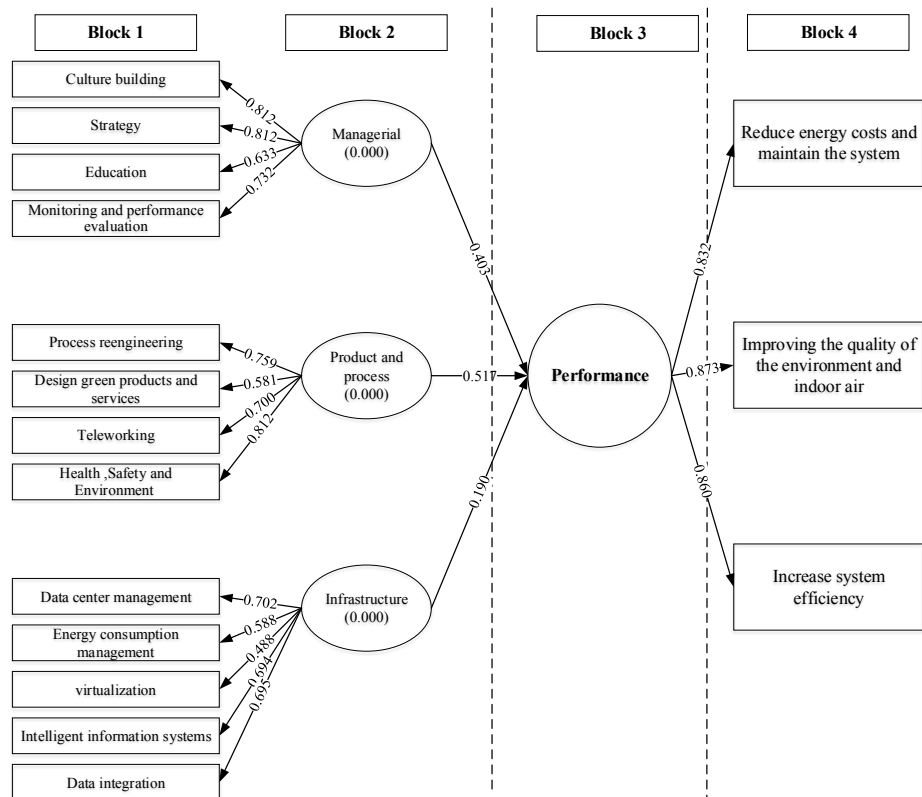 Block 1
Block 2
Block 3
Block 4
Culture building
Strategy
Education
Monitoring and performance
evaluation
0.812
0.812
0.633
0.732
Managerial
(0.000)
0.403
Process reengineering
Design green products and
services
Teleworking
Health ,Safety and
Environment
0.759
0.581
0.700
0.812
Product and
process
(0.000)
0.517
Data center management
Energy consumption
management
virtualization
Intelligent information systems
Data integration
0.702
0.588
0.488
0.694
0.695
Infrastructure
(0.000)
0.190
Performance
0.832
0.873
0.860
Reduce energy costs and
maintain the system
Improving the quality of
the environment and
indoor air
Increase system
efficiency